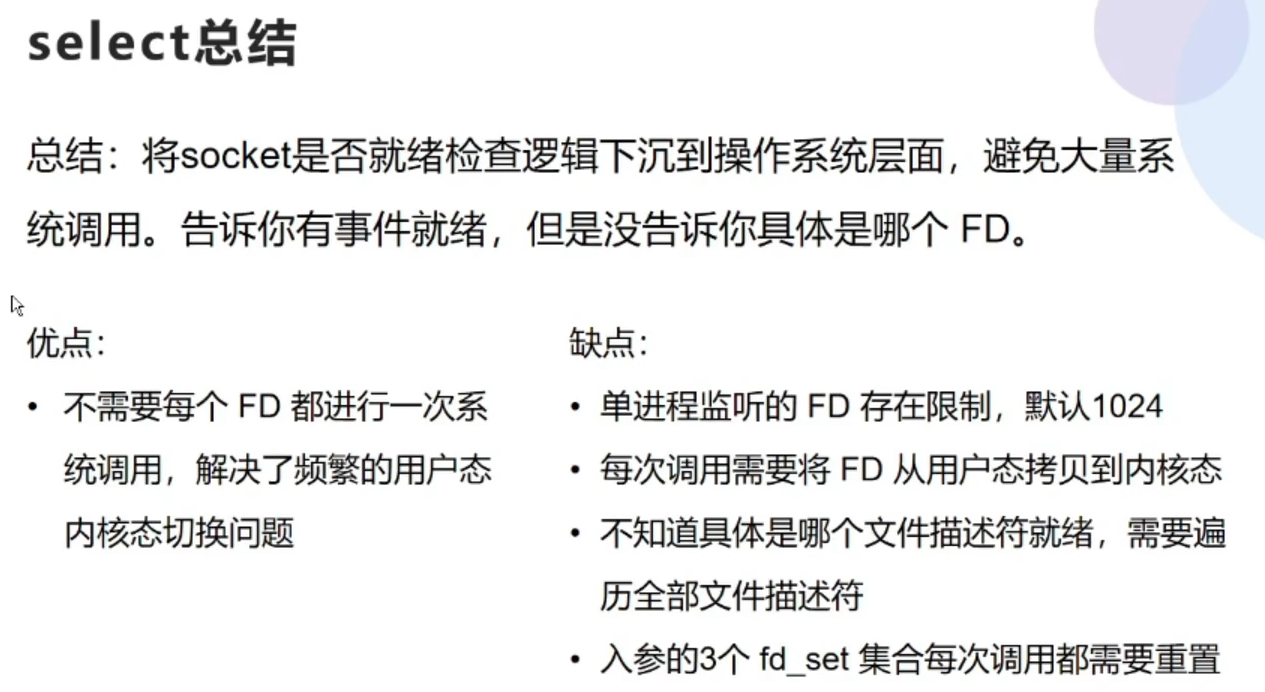 select总结
总结：将socket是否就绪检查逻辑下沉到操作系统层面，避免大量系
统调用。告诉你有事件就绪，但是没告诉你具体是哪个 FD。
优点：
• 不需要每个 FD 都进行一次系
统调用，解决了频繁的用户态
内核态切换问题
缺点：
• 单进程监听的 FD 存在限制，默认1024
• 每次调用需要将 FD 从用户态拷贝到内核态
• 不知道具体是哪个文件描述符就绪，需要遍
历全部文件描述符
• 入参的3个 fd_set 集合每次调用都需要重置